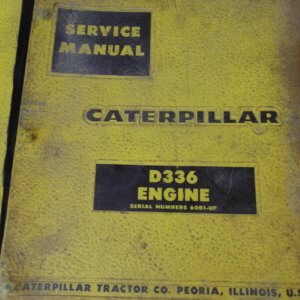 SERVICE
MANUAL
CATERPILLAR
D336
ENGINE
SERIAL NUMBERS 60B1-UP
CATERPILLAR TRACTOR CO. PEORIA, ILLINOIS, U.S